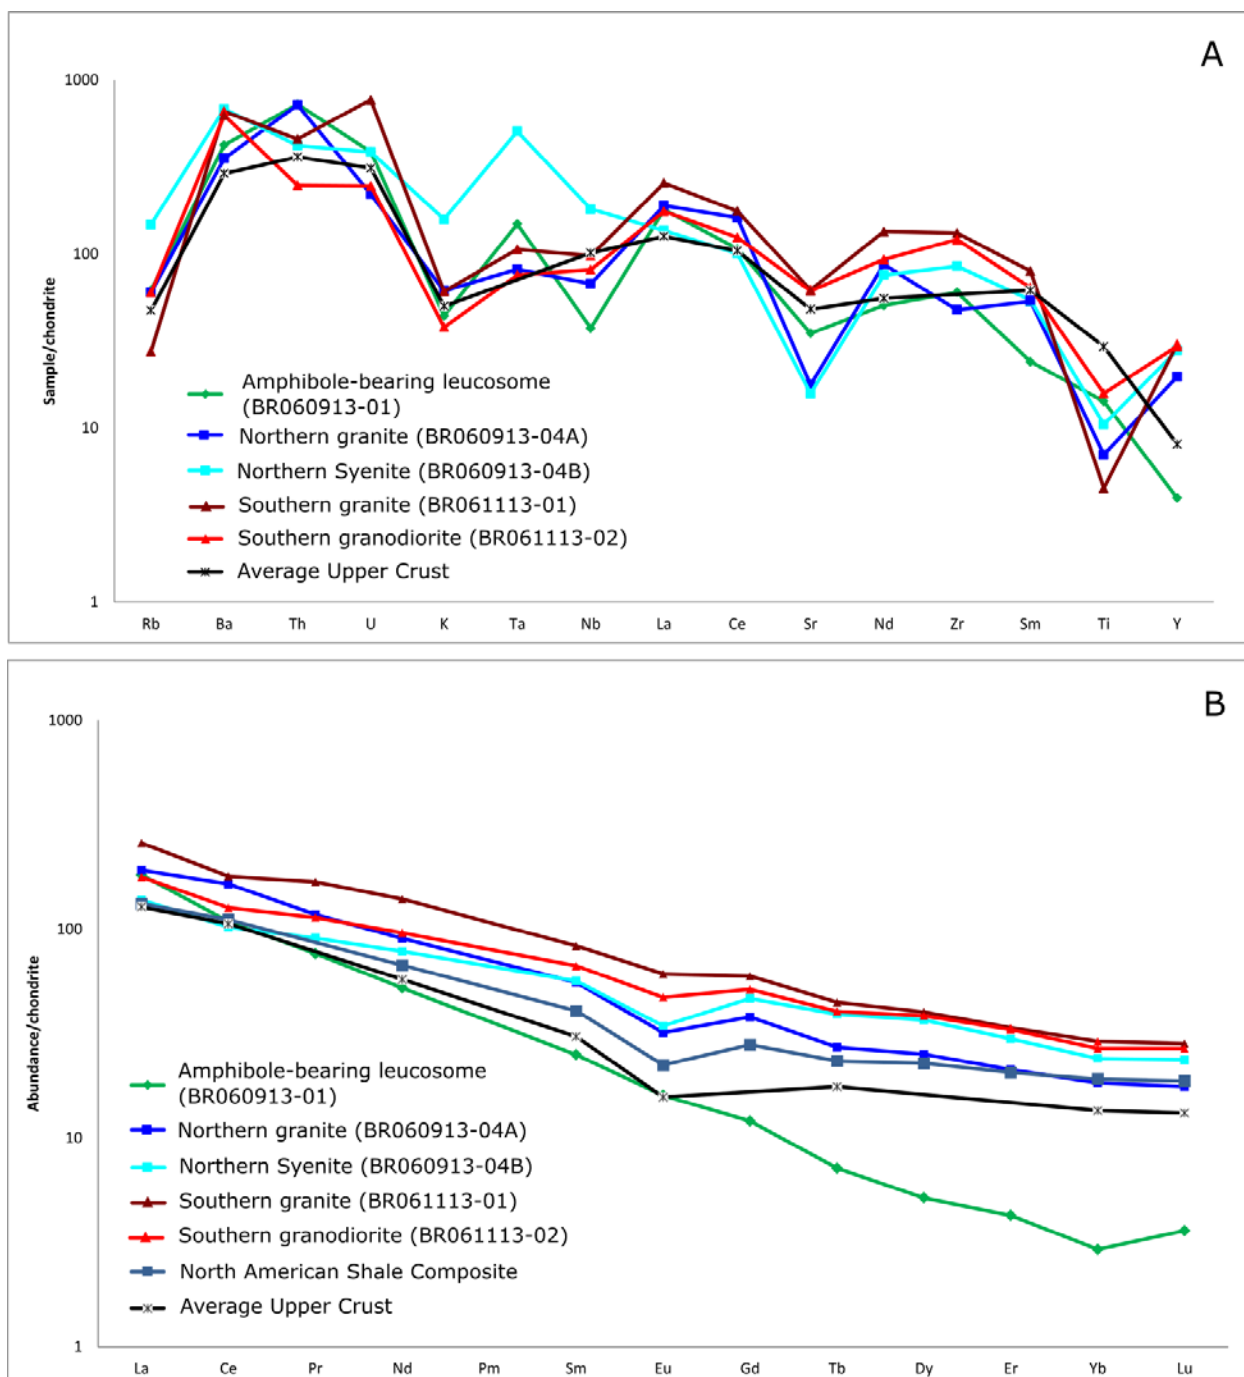 A
1000
100
10
1
Sample/chondrite
Amphibole-bearing leucosome
(BR060913-01)
Northern granite (BR060913-04A)
Northern Syenite (BR060913-04B)
Southern granite (BR061113-01)
Southern granodiorite (BR061113-02)
Average Upper Crust
Rb Ba Th U K Ta Nb La Ce Sr Nd Zr Sm Ti Y
B
1000
100
10
1
Abundance/chondrite
Amphibole-bearing leucosome
(BR060913-01)
Northern granite (BR060913-04A)
Northern Syenite (BR060913-04B)
Southern granite (BR061113-01)
Southern granodiorite (BR061113-02)
North American Shale Composite
Average Upper Crust
La Ce Pr Nd Pm Sm Eu Gd Tb Dy Er Yb Lu